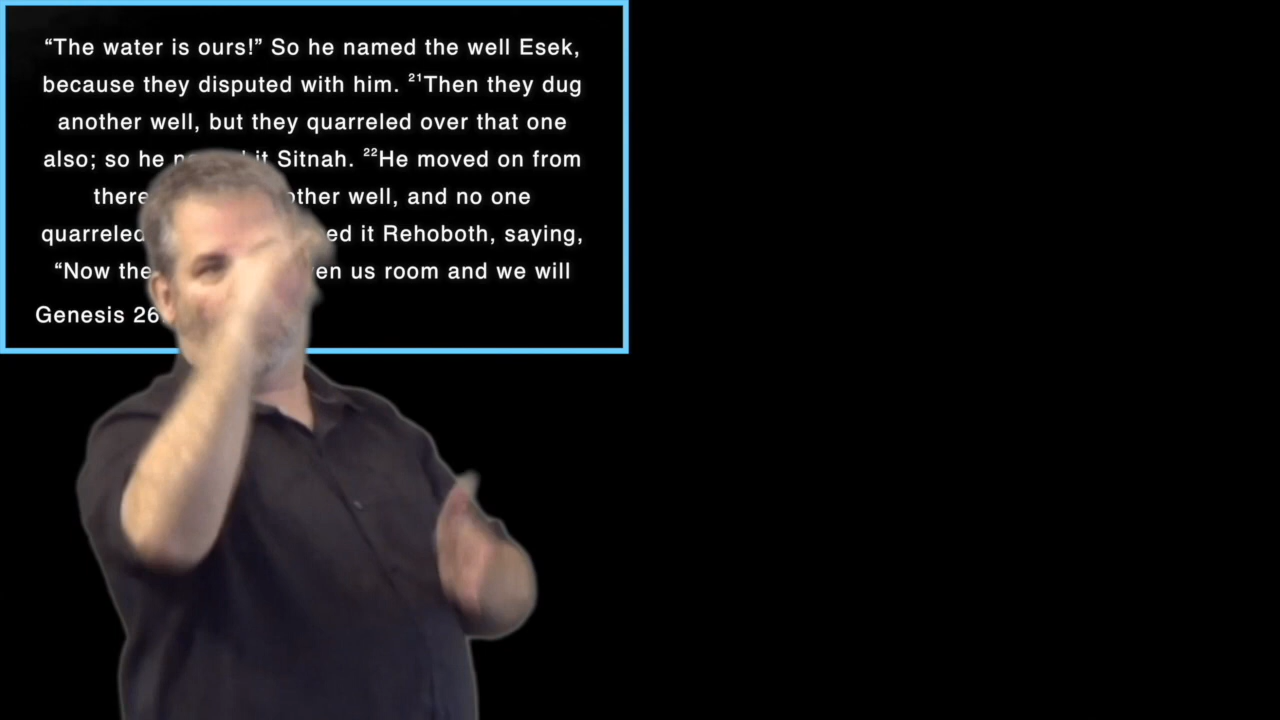 “The water is ours!” So he named the well Esek,
because they disputed with him. ²¹Then they dug
another well, but they quarreled over that one
also; so he it Sitnah. ²²He moved on from
there other well, and no one
quarreled ed it Rehoboth, saying,
“Now the en us room and we will
Genesis 26